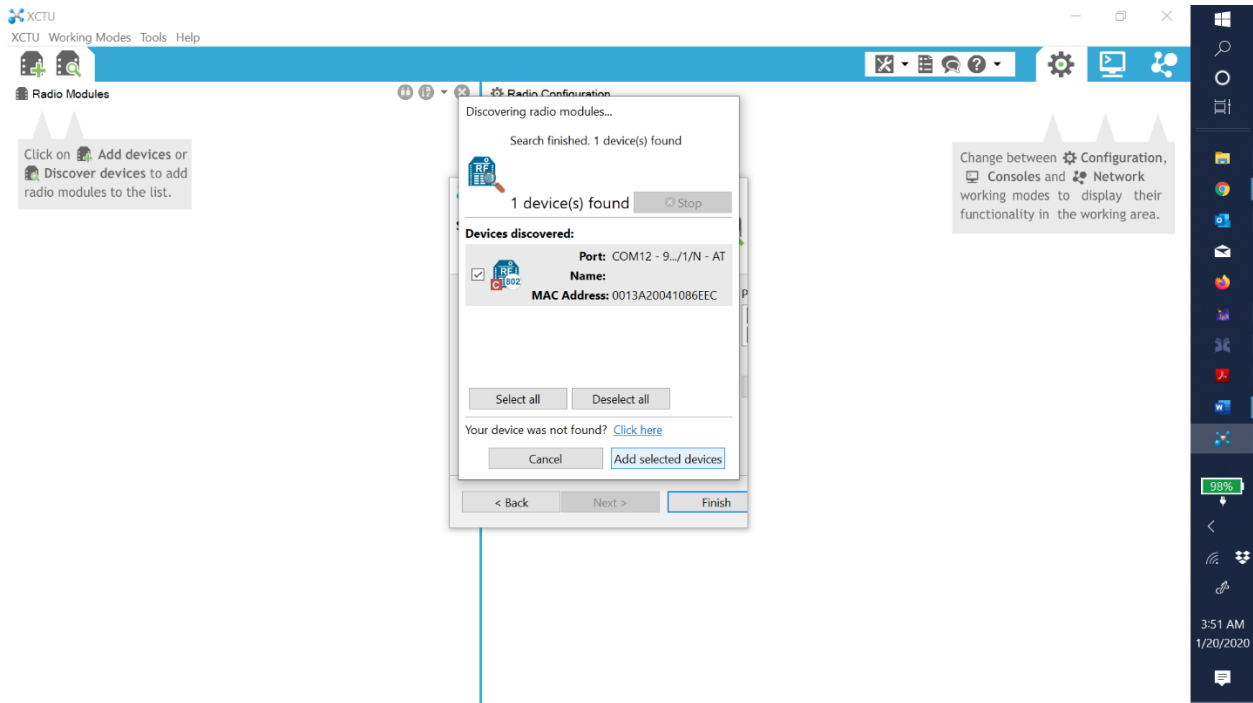 XCTU
XCTU Working Modes Tools Help
Radio Modules
Radio Configuration
Click on Add devices or
Discover devices to add
radio modules to the list.
Change between Configuration,
Consoles and Network
working modes to display their
functionality in the working area.
Discovering radio modules...
Search finished. 1 device(s) found
RF
1 device(s) found Stop
Devices discovered:
RF
C 802
Port: COM12 - 9.../1/N - AT
Name:
MAC Address: 0013A20041086EEC
P
Select all Deselect all
Your device was not found? Click here
Cancel Add selected devices
< Back Next > Finish
98%
3:51 AM
1/20/2020